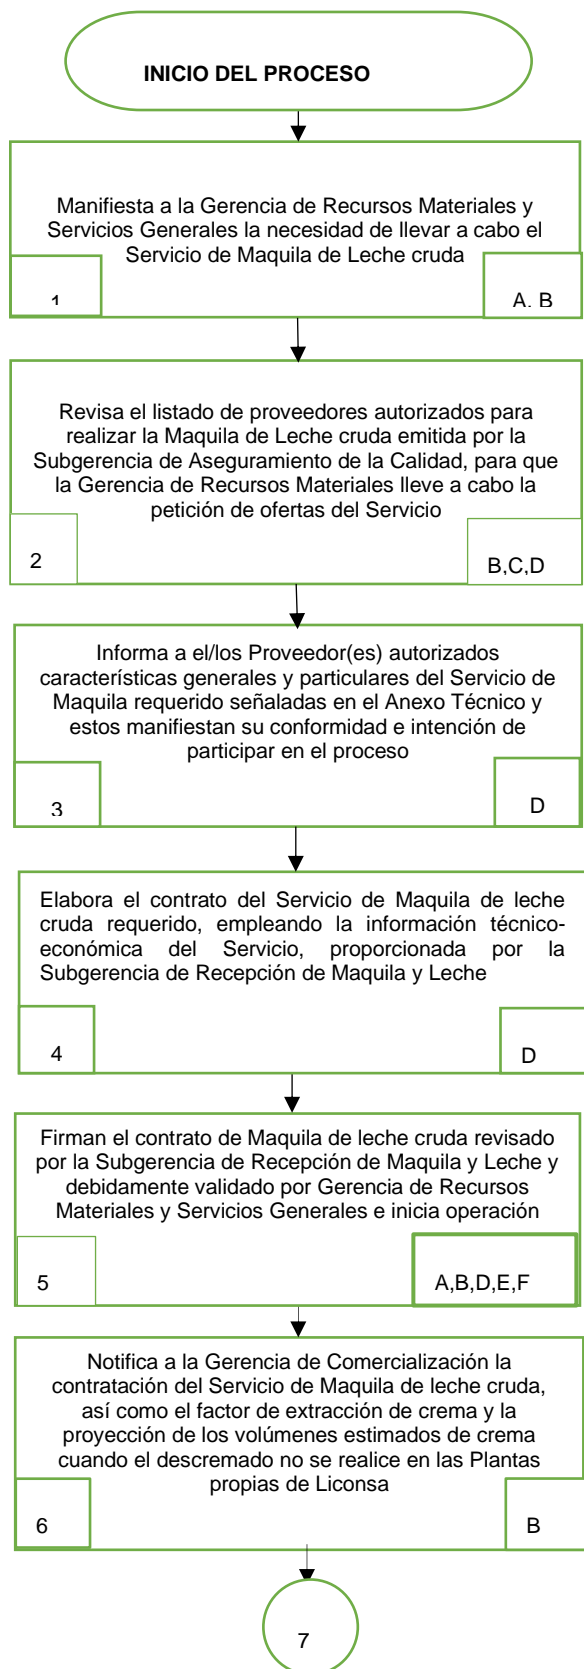 INICIO DEL PROCESO
Manifiesta a la Gerencia de Recursos Materiales y
Servicios Generales la necesidad de llevar a cabo el
Servicio de Maquila de Leche cruda
1
A, B
Revisa el listado de proveedores autorizados para
realizar la Maquila de Leche cruda emitida por la
Subgerencia de Aseguramiento de la Calidad, para que
la Gerencia de Recursos Materiales lleve a cabo la
petición de ofertas del Servicio
2
B,C,D
Informa a el/los Proveedor(es) autorizados
características generales y particulares del Servicio de
Maquila requerido señaladas en el Anexo Técnico y
estos manifiestan su conformidad e intención de
participar en el proceso
3
D
Elabora el contrato del Servicio de Maquila de leche
cruda requerido, empleando la información técnico-
económica del Servicio, proporcionada por la
Subgerencia de Recepción de Maquila y Leche
4
D
Firman el contrato de Maquila de leche cruda revisado
por la Subgerencia de Recepción de Maquila y Leche y
debidamente validado por Gerencia de Recursos
Materiales y Servicios Generales e inicia operación
5
A,B,D,E,F
Notifica a la Gerencia de Comercialización la
contratación del Servicio de Maquila de leche cruda,
así como el factor de extracción de crema y la
proyección de los volúmenes estimados de crema
cuando el descremado no se realice en las Plantas
propias de Liconsa
6
B
7